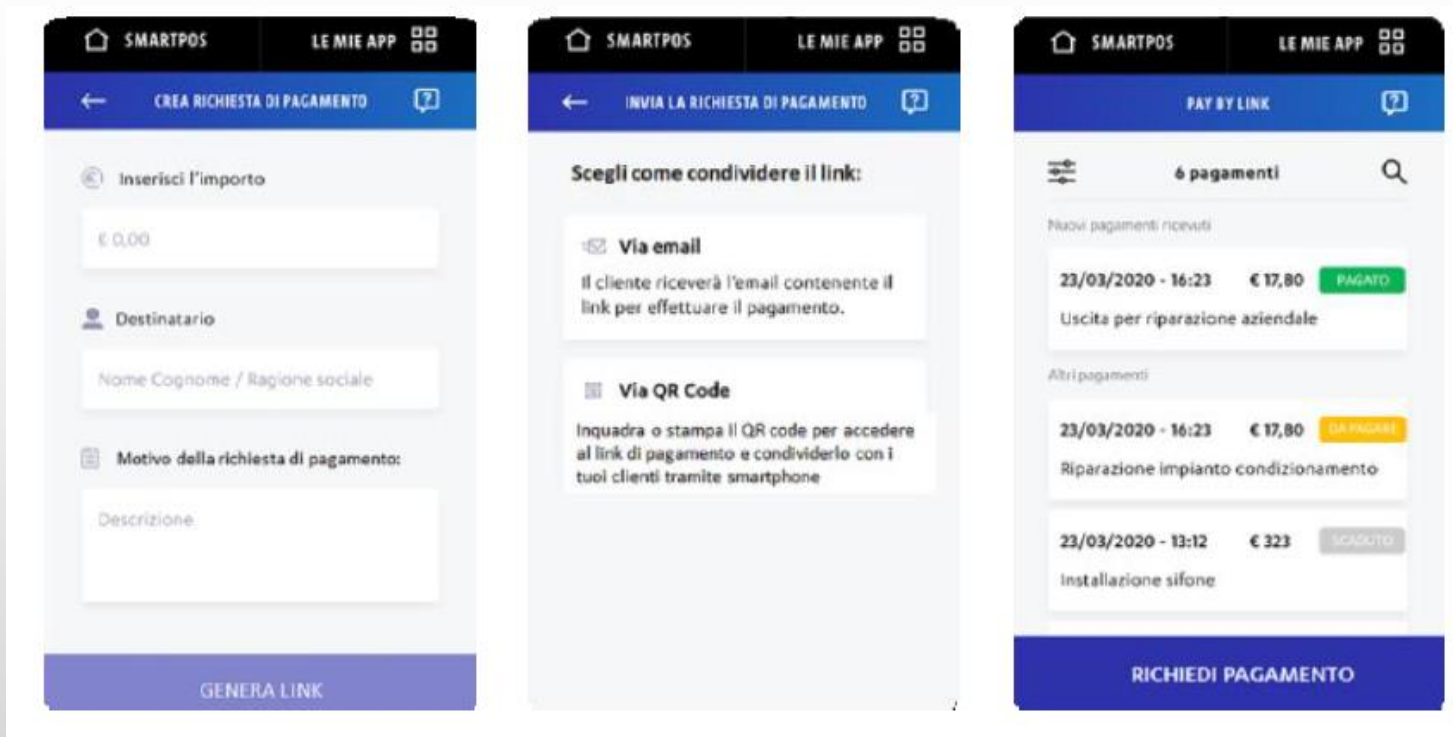 SMARTPOS LE MIE APP
CREA RICHIESTA DI PAGAMENTO
Inserisci l'importo
€ 0,00
Destinatario
Nome Cognome / Ragione sociale
Motivo della richiesta di pagamento:
Descrizione
GENERA LINK
SMARTPOS LE MIE APP
INVIA LA RICHIESTA DI PAGAMENTO
Scegli come condividere il link:
Via email
Il cliente riceverà l'email contenente il
link per effettuare il pagamento.
Via QR Code
Inquadra o stampa il QR code per accedere
al link di pagamento e condividerlo con i
tuoi clienti tramite smartphone
SMARTPOS LE MIE APP
PAY BY LINK
6 pagamenti
Nuovi pagamenti ricevuti
23/03/2020 - 16:23 € 17,80 PAGATO
Uscita per riparazione aziendale
Altri pagamenti
23/03/2020 - 16:23 € 17,80 DA PAGARE
Riparazione impianto condizionamento
23/03/2020 - 13:12 € 323 SCADUTO
Installazione sifone
RICHIEDI PAGAMENTO